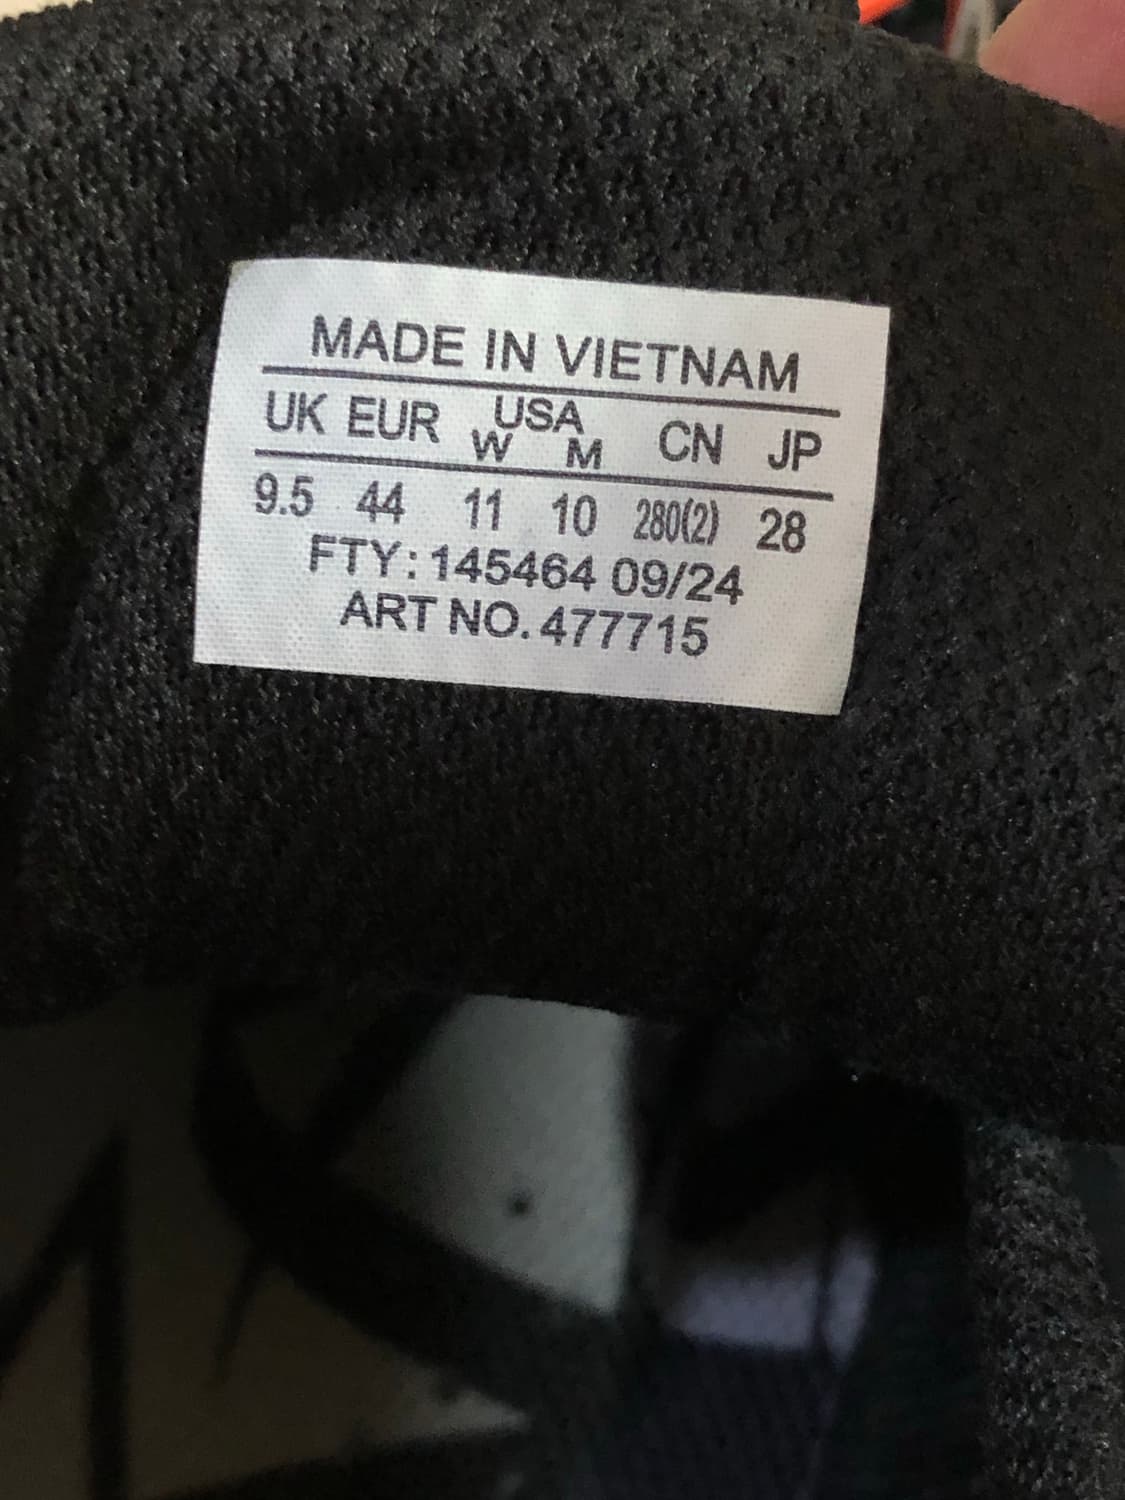 MADE IN VIETNAM
UK EUR USA CN JP
W M
9.5 44 11 10 280(2) 28
FTY: 145464 09/24
ART NO. 477715